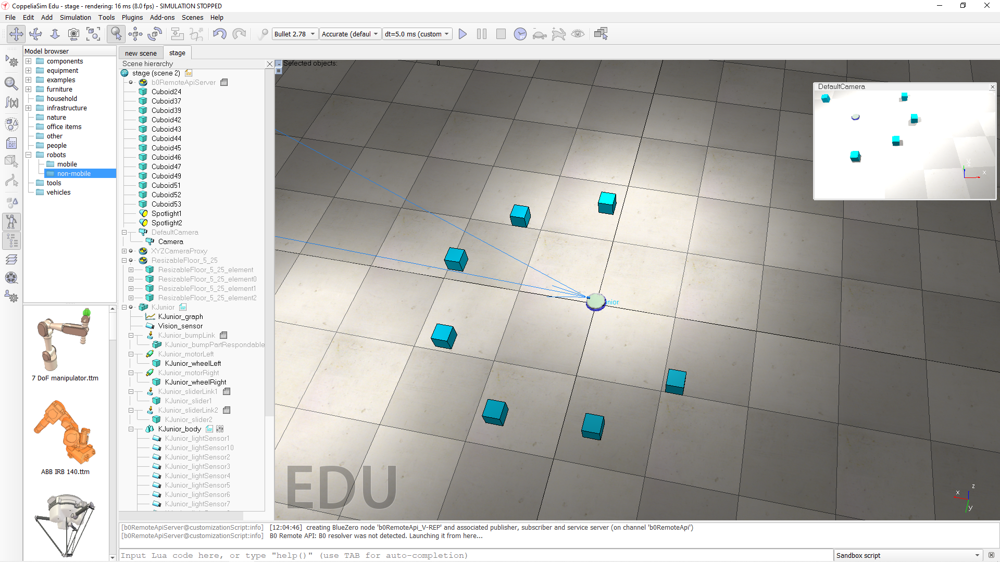 CoppeliaSim Edu - stage - rendering: 16 ms (8.0 fps) - SIMULATION STOPPED
File Edit Add Simulation Tools Plugins Add-ons Scenes Help
Bullet 2.78 Accurate (defaul dt=5.0 ms (custom
Model browser
components
equipment
examples
furniture
household
infrastructure
nature
office items
other
people
robots
mobile
non-mobile
tools
vehicles
7 DoF manipulator.ttm
ABB IRB 140.ttm
new scene stage
Scene hierarchy
stage (scene 2)
b0RemoteApiServer
Cuboid24
Cuboid37
Cuboid39
Cuboid42
Cuboid43
Cuboid44
Cuboid45
Cuboid46
Cuboid47
Cuboid49
Cuboid51
Cuboid52
Cuboid53
Spotlight1
Spotlight2
DefaultCamera
Camera
XYZCameraProxy
ResizableFloor_5_25
ResizableFloor_5_25_element
ResizableFloor_5_25_element0
ResizableFloor_5_25_element1
ResizableFloor_5_25_element2
KJunior
KJunior_graph
Vision_sensor
KJunior_bumpLink
KJunior_bumpPartRespondable
KJunior_motorLeft
KJunior_wheelLeft
KJunior_motorRight
KJunior_wheelRight
KJunior_sliderLink1
KJunior_slider1
KJunior_sliderLink2
KJunior_slider2
KJunior_body
KJunior_lightSensor1
KJunior_lightSensor10
KJunior_lightSensor2
KJunior_lightSensor3
KJunior_lightSensor4
KJunior_lightSensor5
KJunior_lightSensor6
KJunior_lightSensor7
Selected objects: 0
DefaultCamera
x
nior
EDU
z
x
y
[b0RemoteApiServer@customizationScript:info] [12:04:46] creating BlueZero node 'b0RemoteApi_V-REP' and associated publisher, subscriber and service server (on channel 'b0RemoteApi')
[b0RemoteApiServer@customizationScript:info] B0 Remote API: B0 resolver was not detected. Launching it from here...
Input Lua code here, or type "help()" (use TAB for auto-completion)
Sandbox script